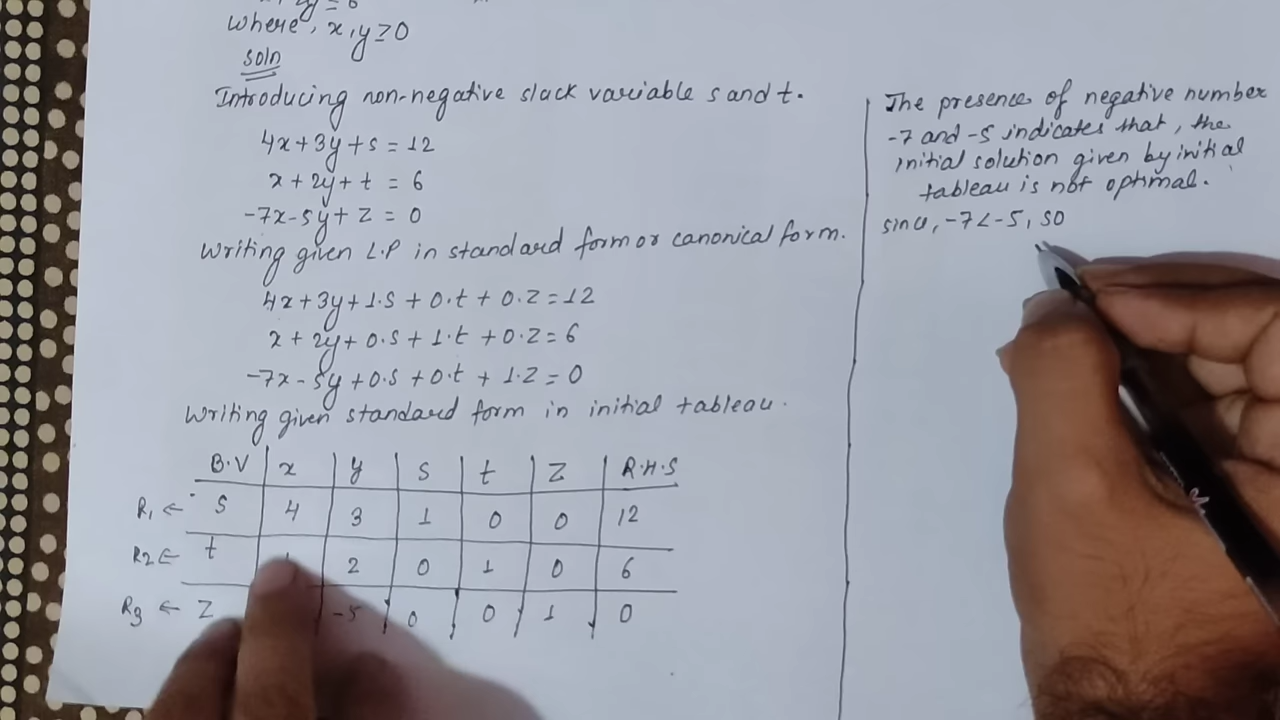 where, x, y ≥ 0
soln
Introducing non-negative slack variable s and t.
4x + 3y + s = 12
x + 2y + t = 6
-7x - 5y + z = 0
Writing given L.P in standard form or canonical form.
4x + 3y + 1.s + 0.t + 0.z = 12
x + 2y + 0.s + 1.t + 0.z = 6
-7x - 5y + 0.s + 0.t + 1.z = 0
Writing given standard form in initial tableau.
B.V x y s t z R.H.S
R1 ← s 4 3 1 0 0 12
R2 ← t 2 0 1 0 6
R3 ← z -5 0 0 1 0
The presence of negative number
-7 and -5 indicates that, the
initial solution given by initial
tableau is not optimal.
since, -7 < -5, so